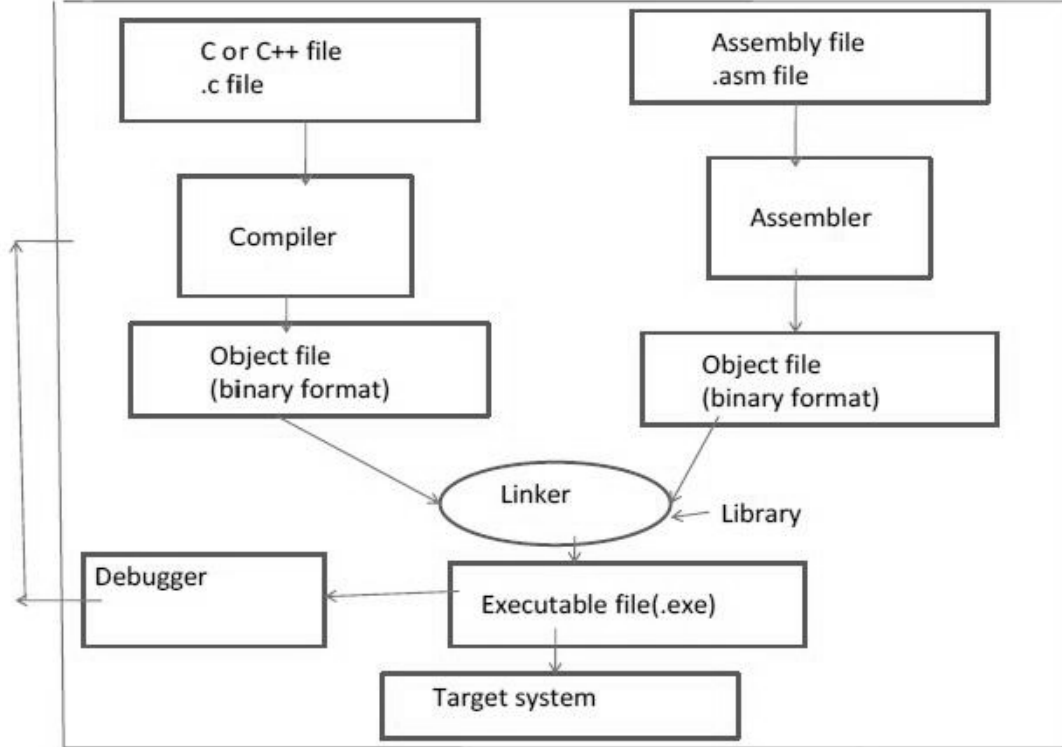 C or C++ file
.c file
Assembly file
.asm file
Compiler
Assembler
Object file
(binary format)
Object file
(binary format)
Linker
Library
Debugger
Executable file(.exe)
Target system